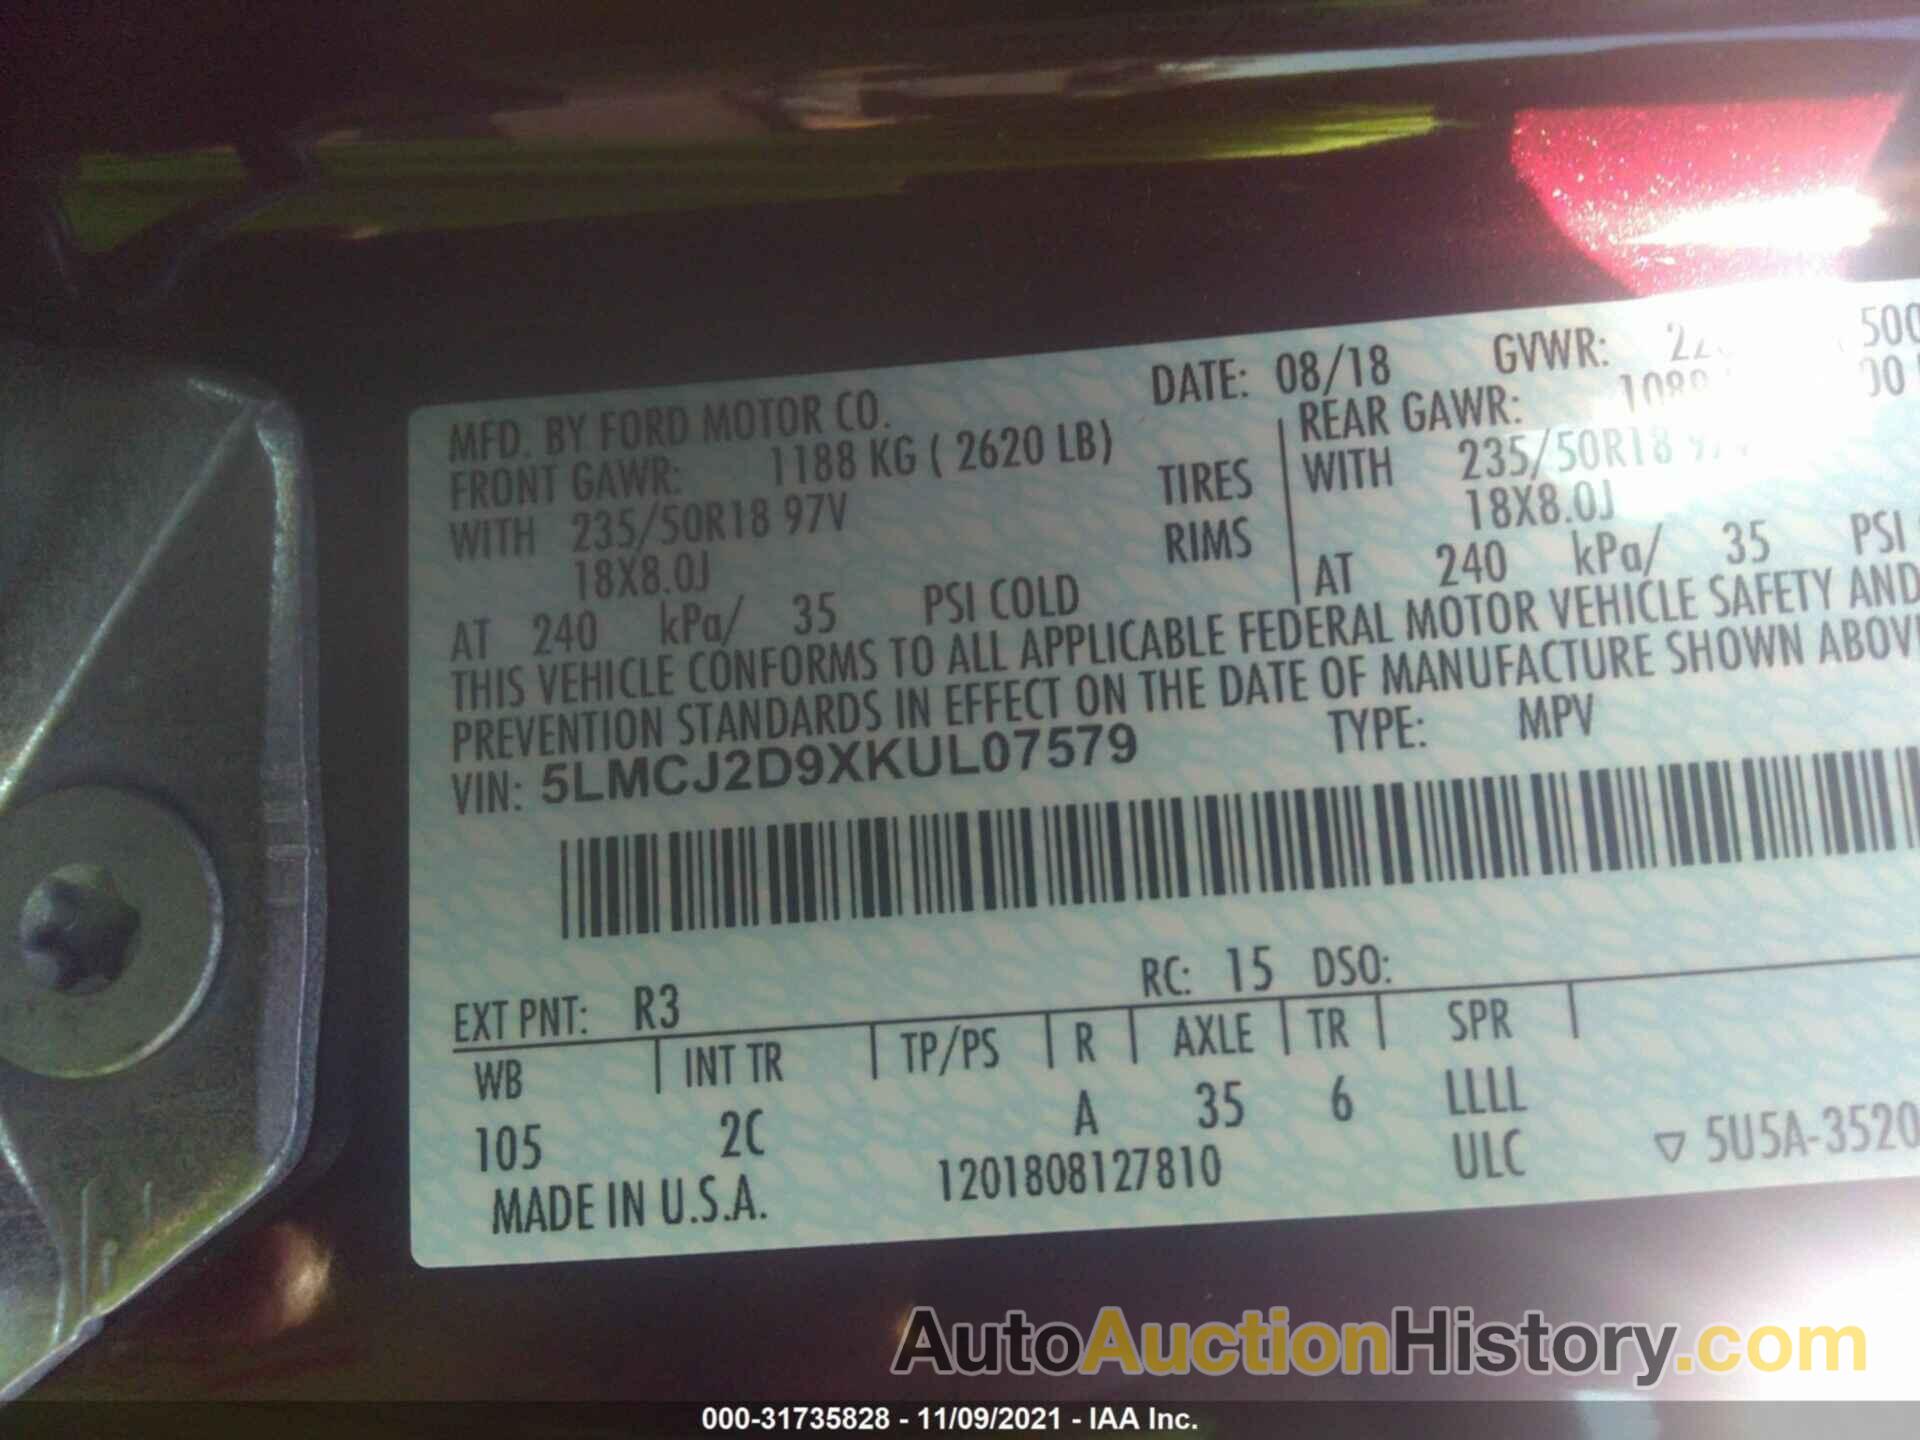 DATE: 08/18 GVWR: 500
MFD. BY FORD MOTOR CO.
FRONT GAWR: 1188 KG ( 2620 LB)
REAR GAWR:
WITH 235/50R18 97V TIRES WITH 235/50R18
18X8.0J RIMS 18X8.0J
AT 240 kPa/ 35 PSI COLD AT 240 kPa/ 35 PSI
THIS VEHICLE CONFORMS TO ALL APPLICABLE FEDERAL MOTOR VEHICLE SAFETY AND
PREVENTION STANDARDS IN EFFECT ON THE DATE OF MANUFACTURE SHOWN ABOV
VIN: 5LMCJ2D9XKUL07579 TYPE: MPV
EXT PNT: R3 RC: 15 DSO:
WB INT TR TP/PS R AXLE TR SPR
105 2C A 35 6 LLLL
MADE IN U.S.A. 1201808127810 ULC ▽ 5U5A-3520
AutoAuctionHistory.com
000-31735828 - 11/09/2021 - IAA Inc.